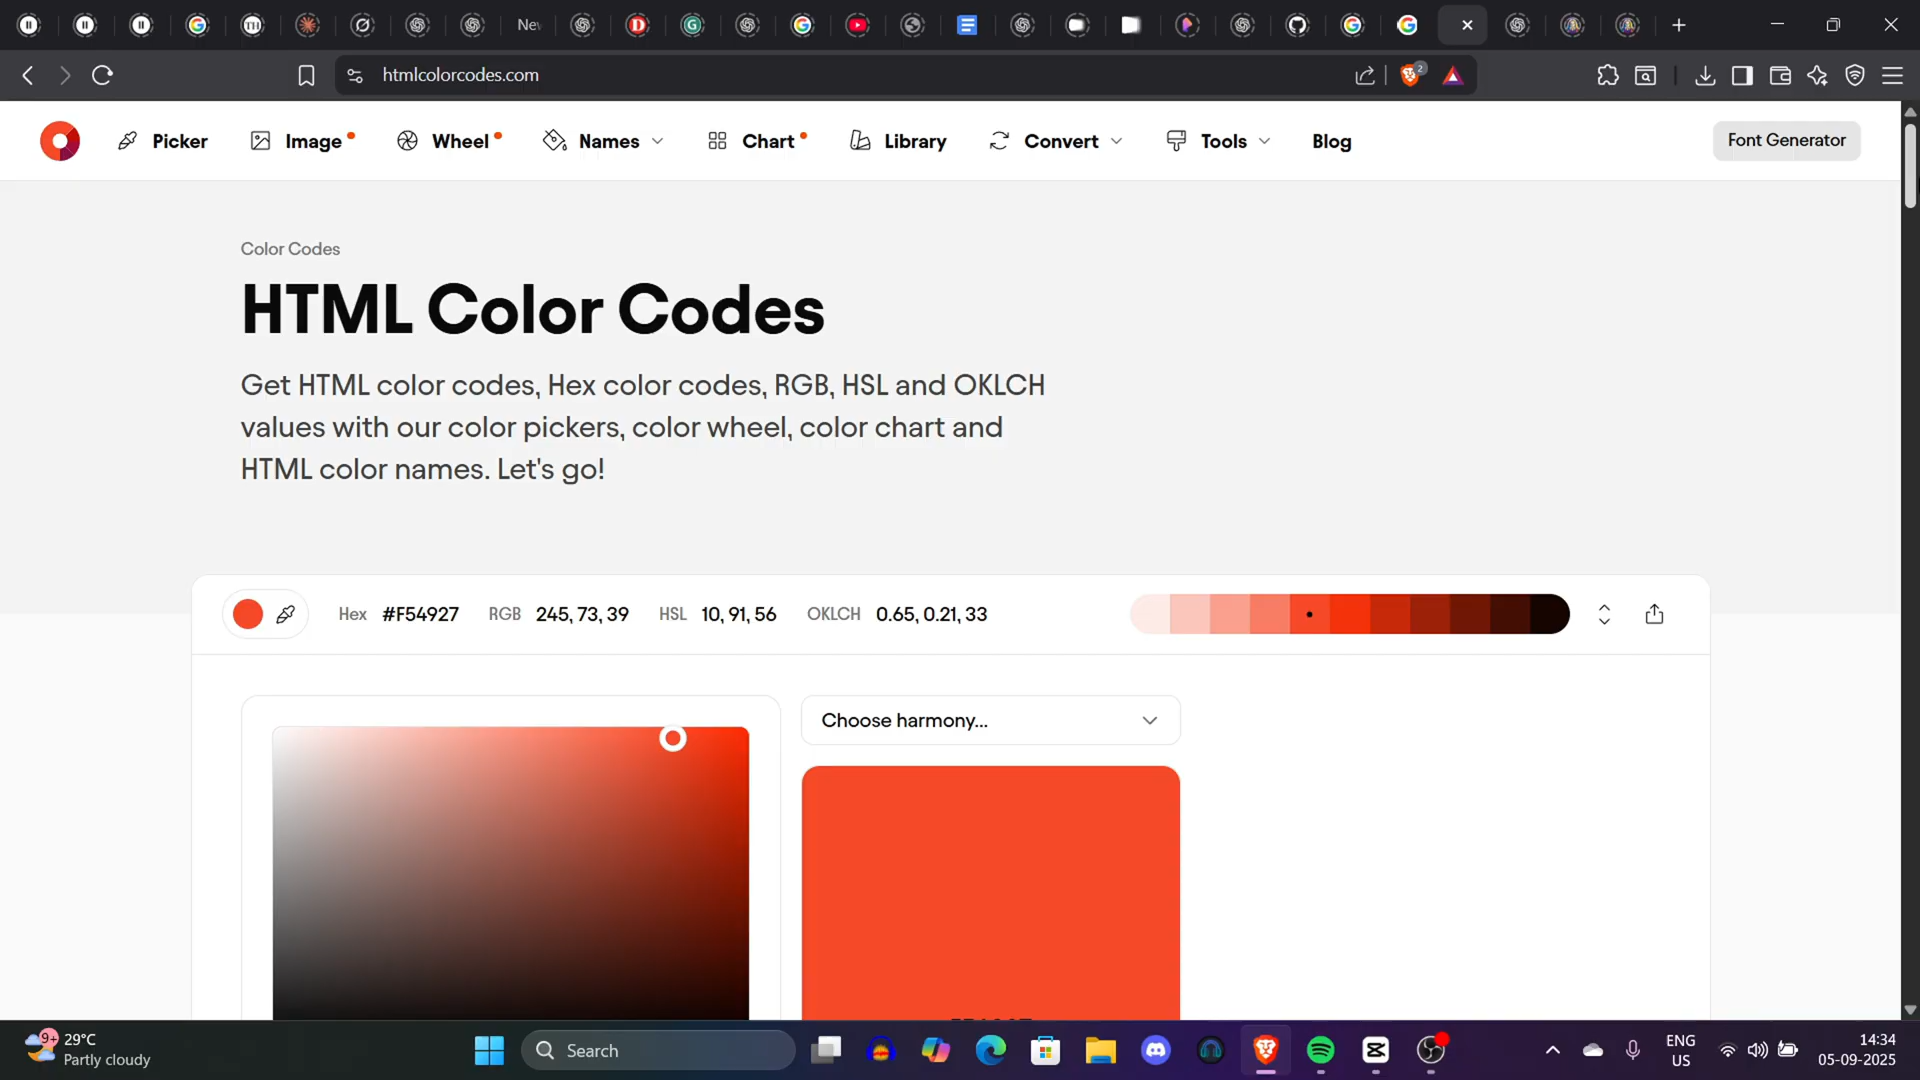 New
htmlcolorcodes.com
2
Picker
Image
Wheel
Names
Chart
Library
Convert
Tools
Blog
Font Generator
Color Codes
HTML Color Codes
Get HTML color codes, Hex color codes, RGB, HSL and OKLCH
values with our color pickers, color wheel, color chart and
HTML color names. Let's go!
Hex #F54927 RGB 245, 73, 39 HSL 10, 91, 56 OKLCH 0.65, 0.21, 33
Choose harmony...
9+
29°C
Partly cloudy
Search
ENG
US
14:34
05-09-2025